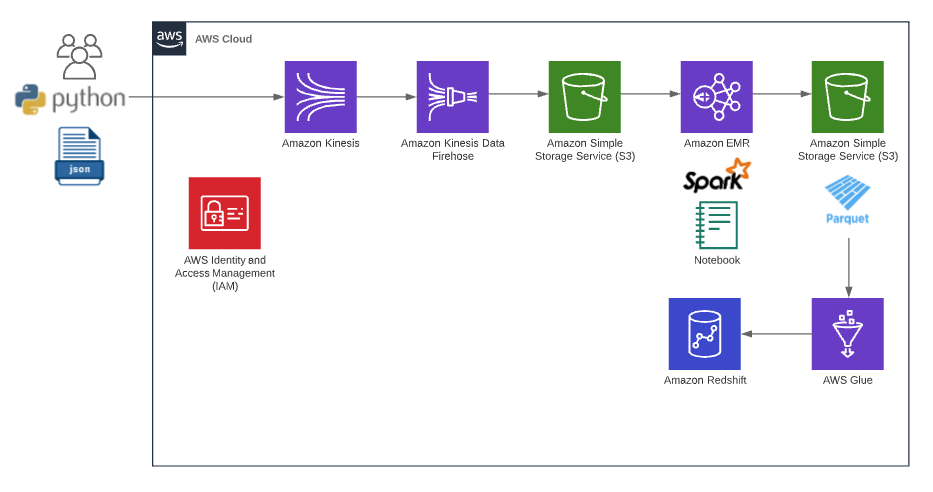 aws
AWS Cloud
python
json
Amazon Kinesis
Amazon Kinesis Data
Firehose
Amazon Simple
Storage Service (S3)
Amazon EMR
Amazon Simple
Storage Service (S3)
Spark
Parquet
Notebook
AWS Identity and
Access Management
(IAM)
Amazon Redshift
AWS Glue